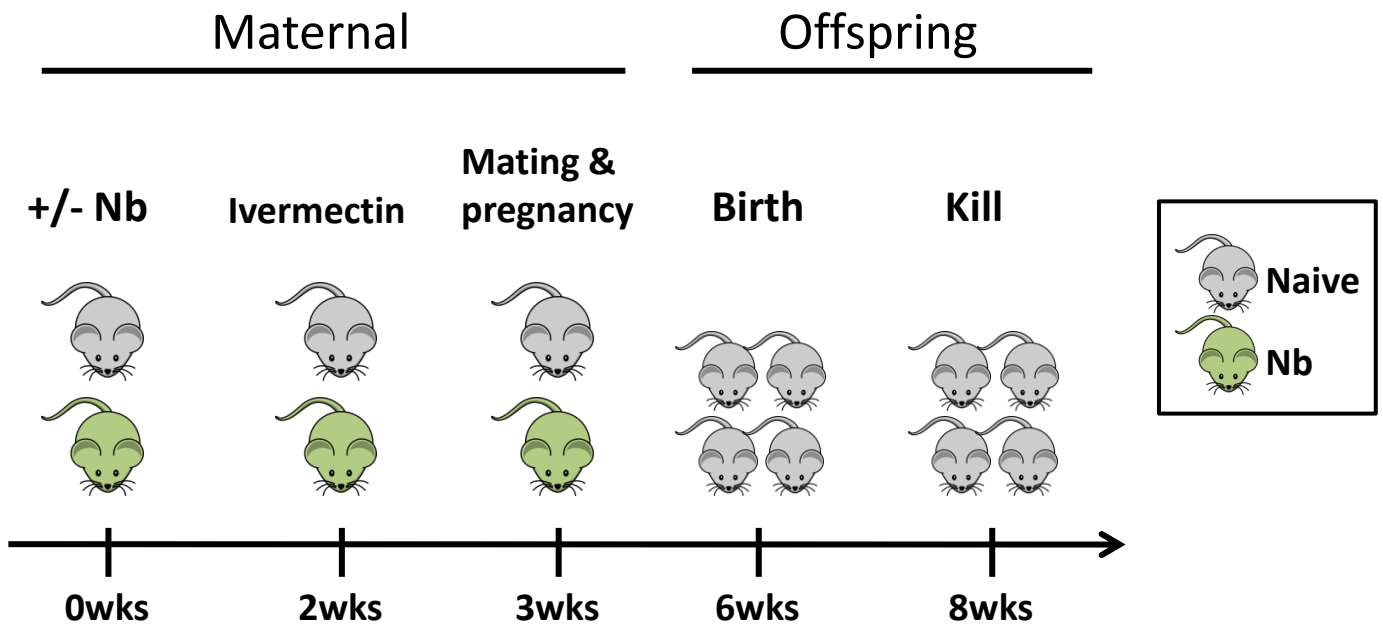 Maternal
Offspring
+/- Nb
Ivermectin
Mating &
pregnancy
Birth
Kill
Naive
Nb
0wks
2wks
3wks
6wks
8wks